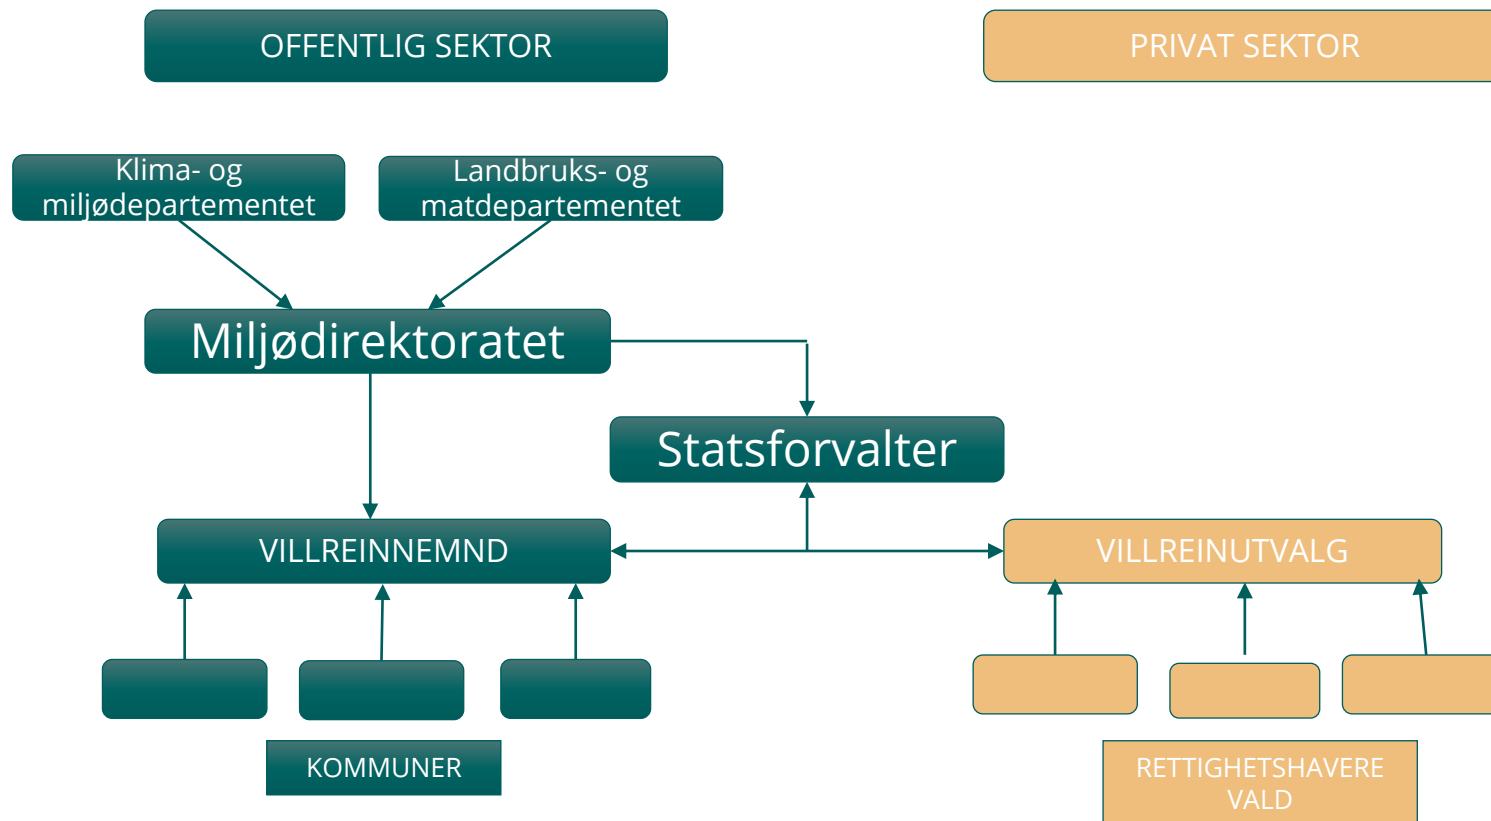 OFFENTLIG SEKTOR
PRIVAT SEKTOR
Klima- og
miljødepartementet
Landbruks- og
matdepartementet
Miljødirektoratet
Statsforvalter
VILLREINNEMND
VILLREINUTVALG
KOMMUNER
RETTIGHETSHAVERE
VALD